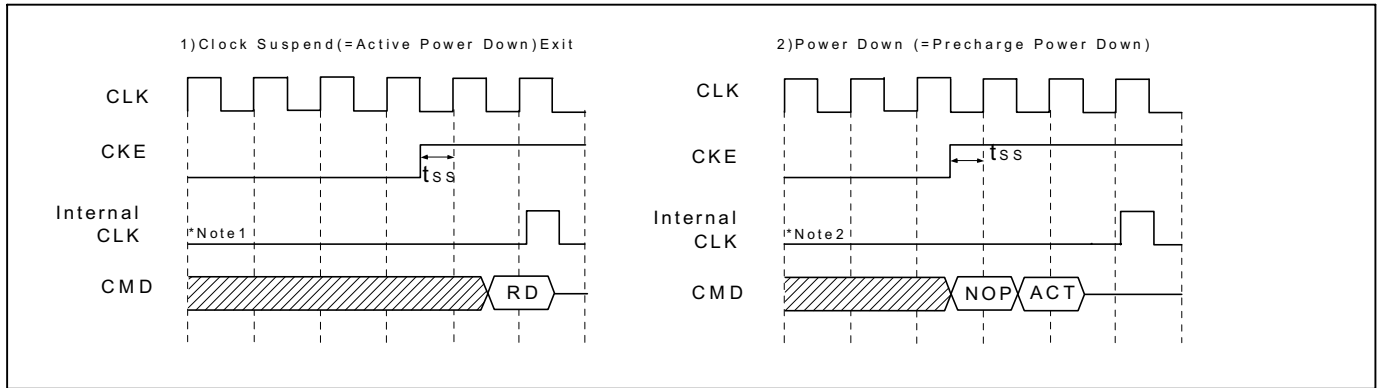 1)Clock Suspend(=Active Power Down)Exit
CLK
CKE
tSS
Internal
CLK
*Note1
CMD
RD
2)Power Down (=Precharge Power Down)
CLK
CKE
tSS
Internal
CLK
*Note2
CMD
NOP
ACT